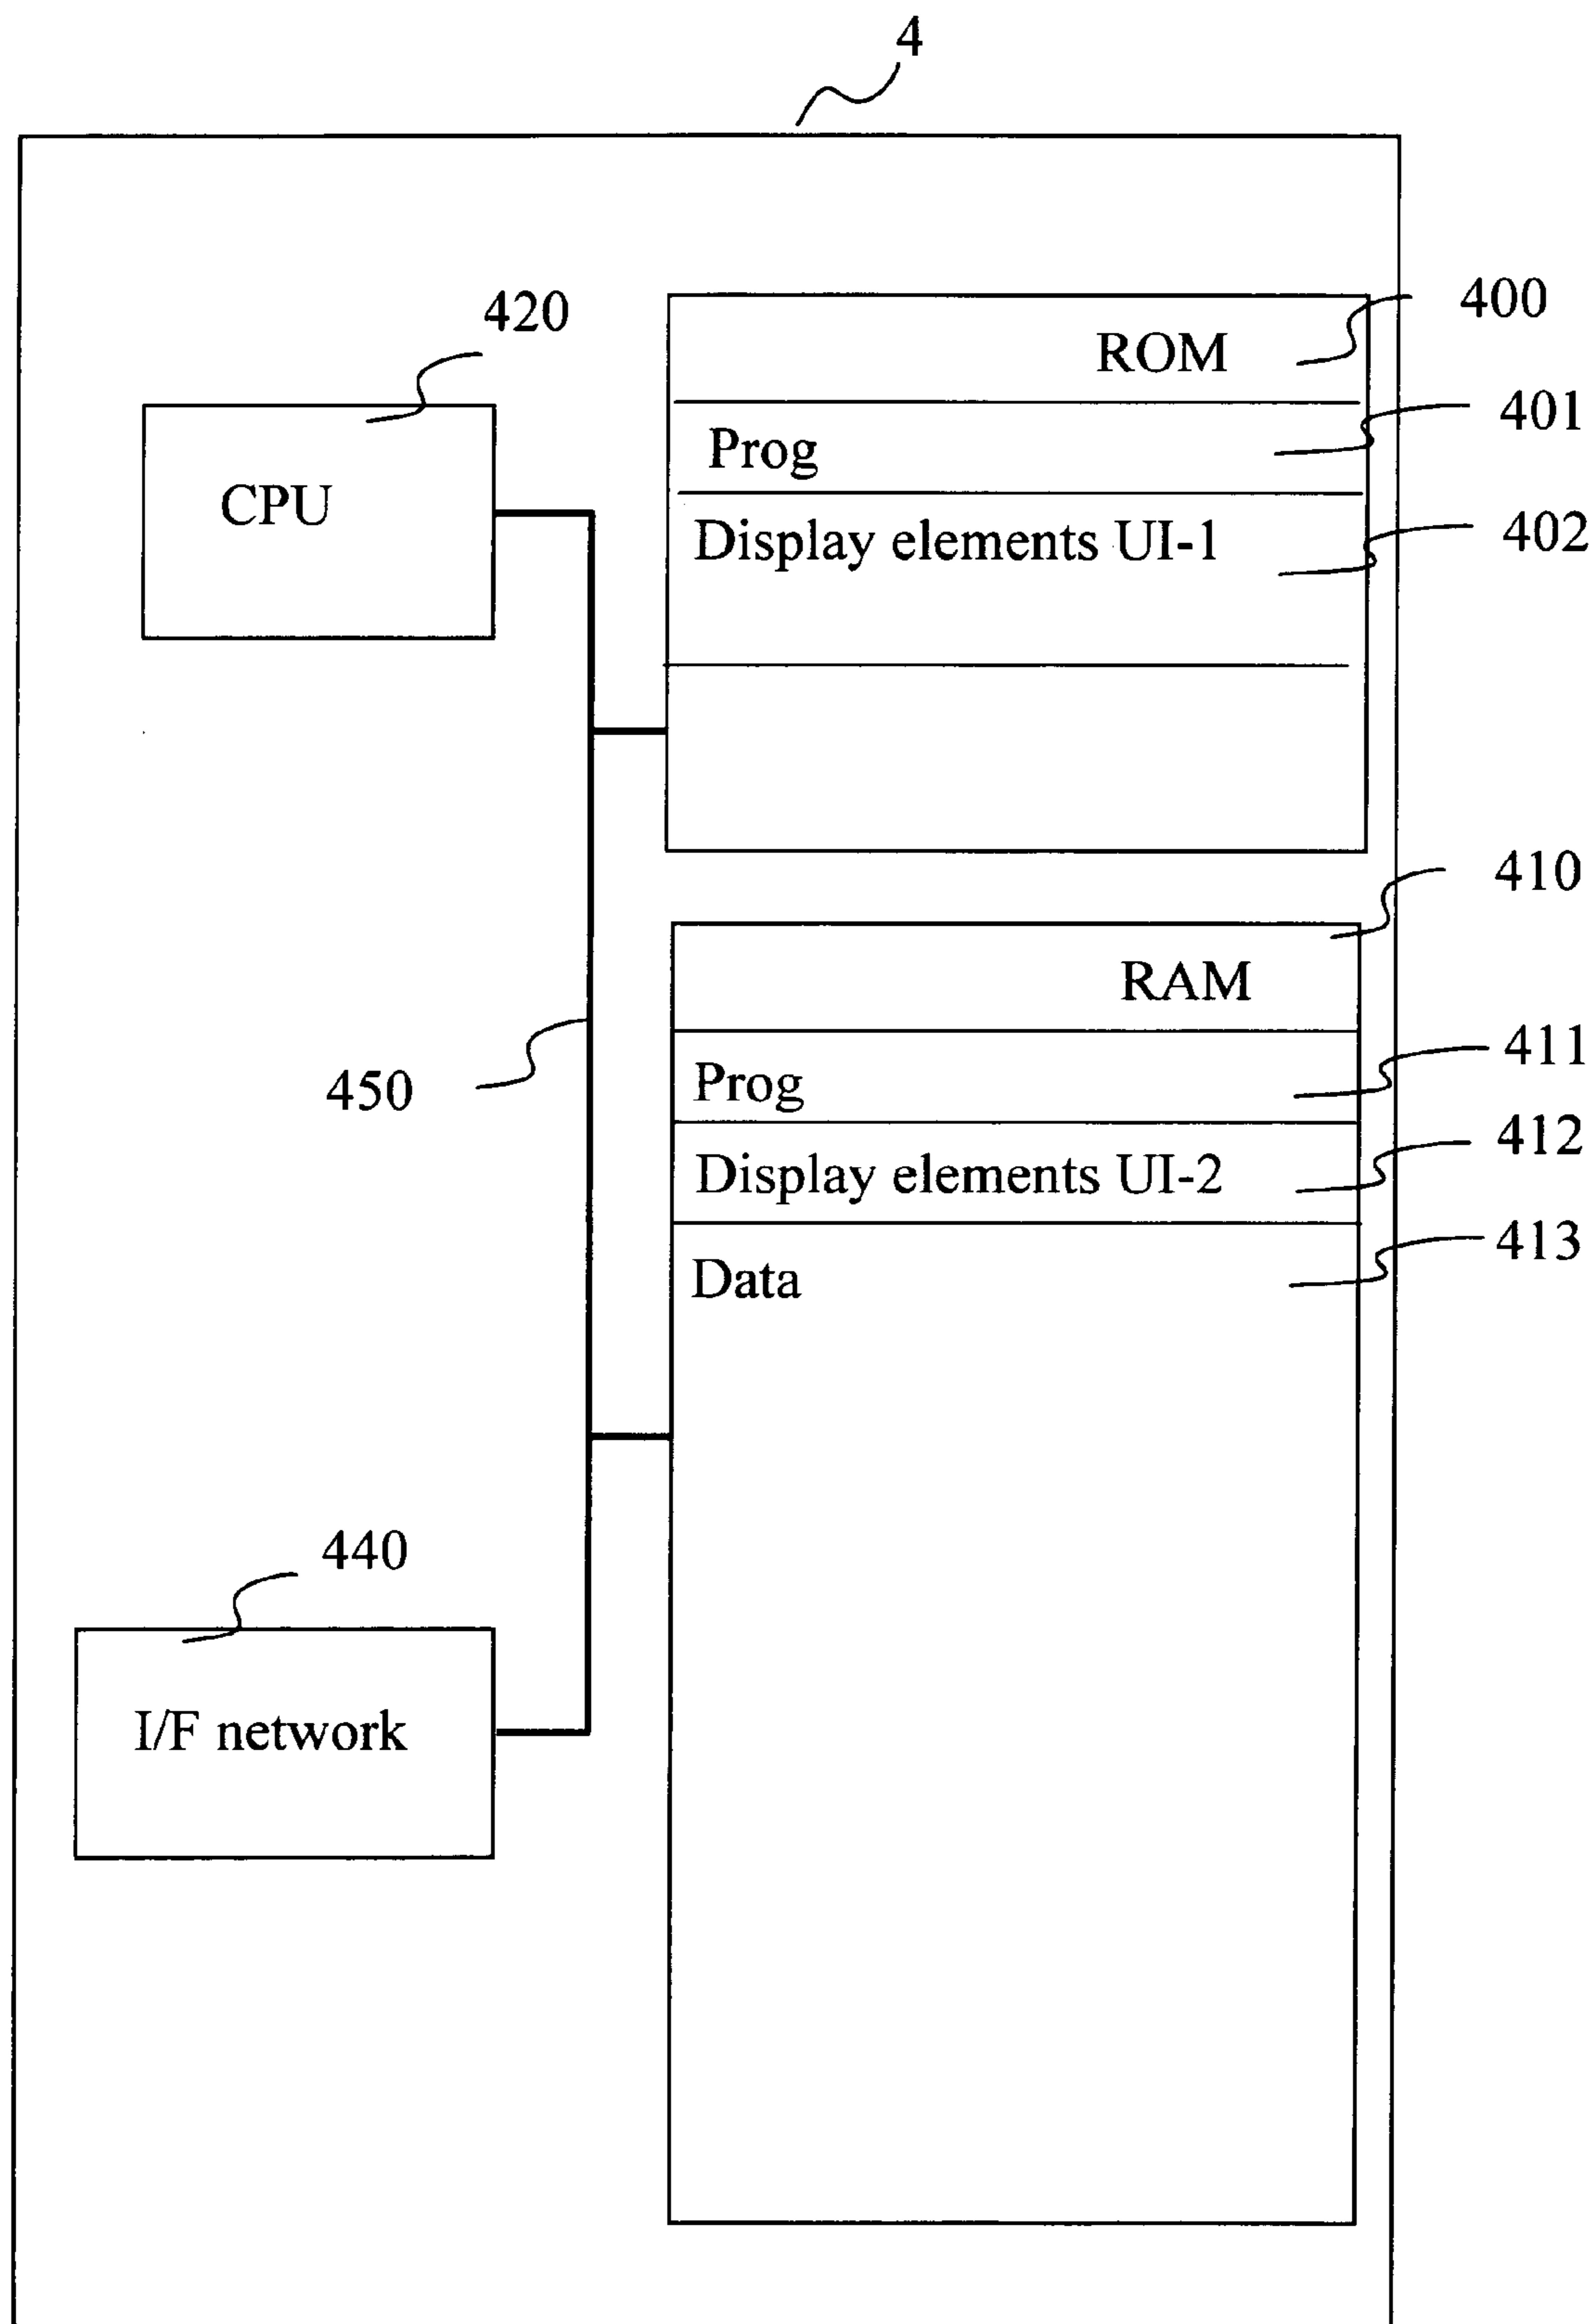 4
420
400
ROM
401
Prog
CPU
402
Display elements UI-1
410
RAM
411
450
Prog
412
Display elements UI-2
413
Data
440
I/F network